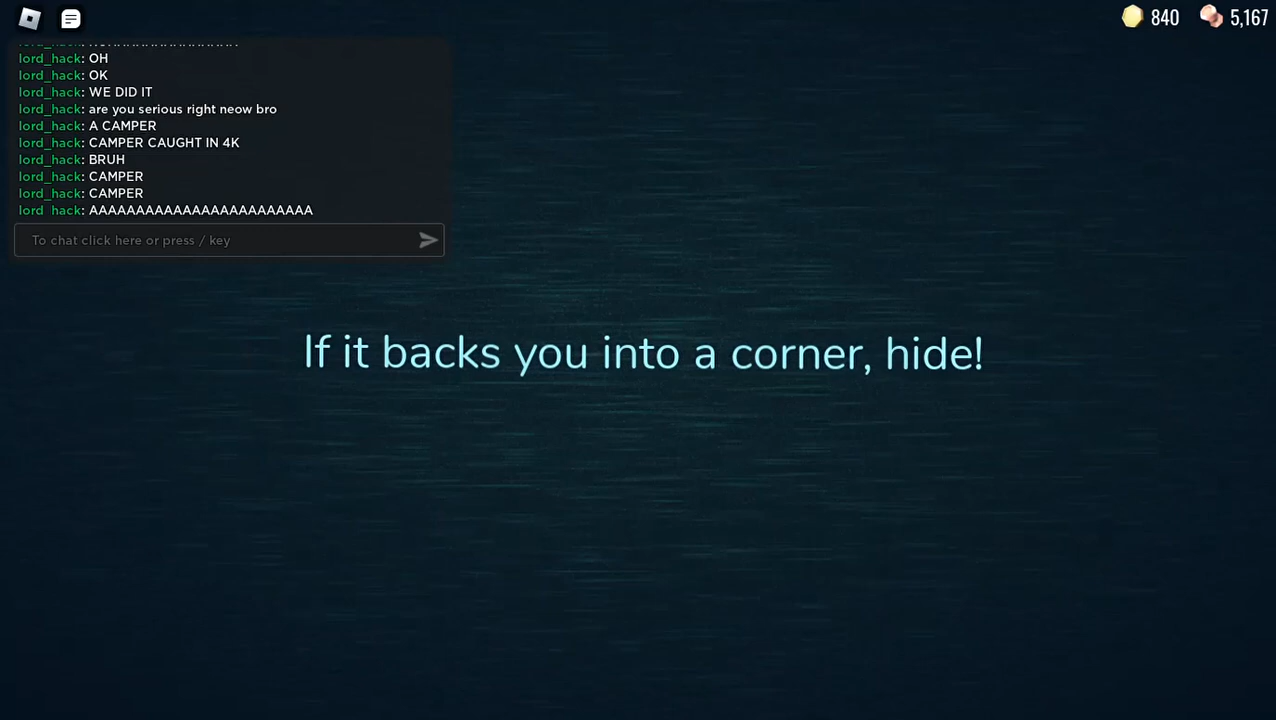 840
5,167
lord_hack: OH
lord_hack: OK
lord_hack: WE DID IT
lord_hack: are you serious right neow bro
lord_hack: A CAMPER
lord_hack: CAMPER CAUGHT IN 4K
lord_hack: BRUH
lord_hack: CAMPER
lord_hack: CAMPER
lord_hack: AAAAAAAAAAAAAAAAAAAAAAAA
To chat click here or press / key
If it backs you into a corner, hide!